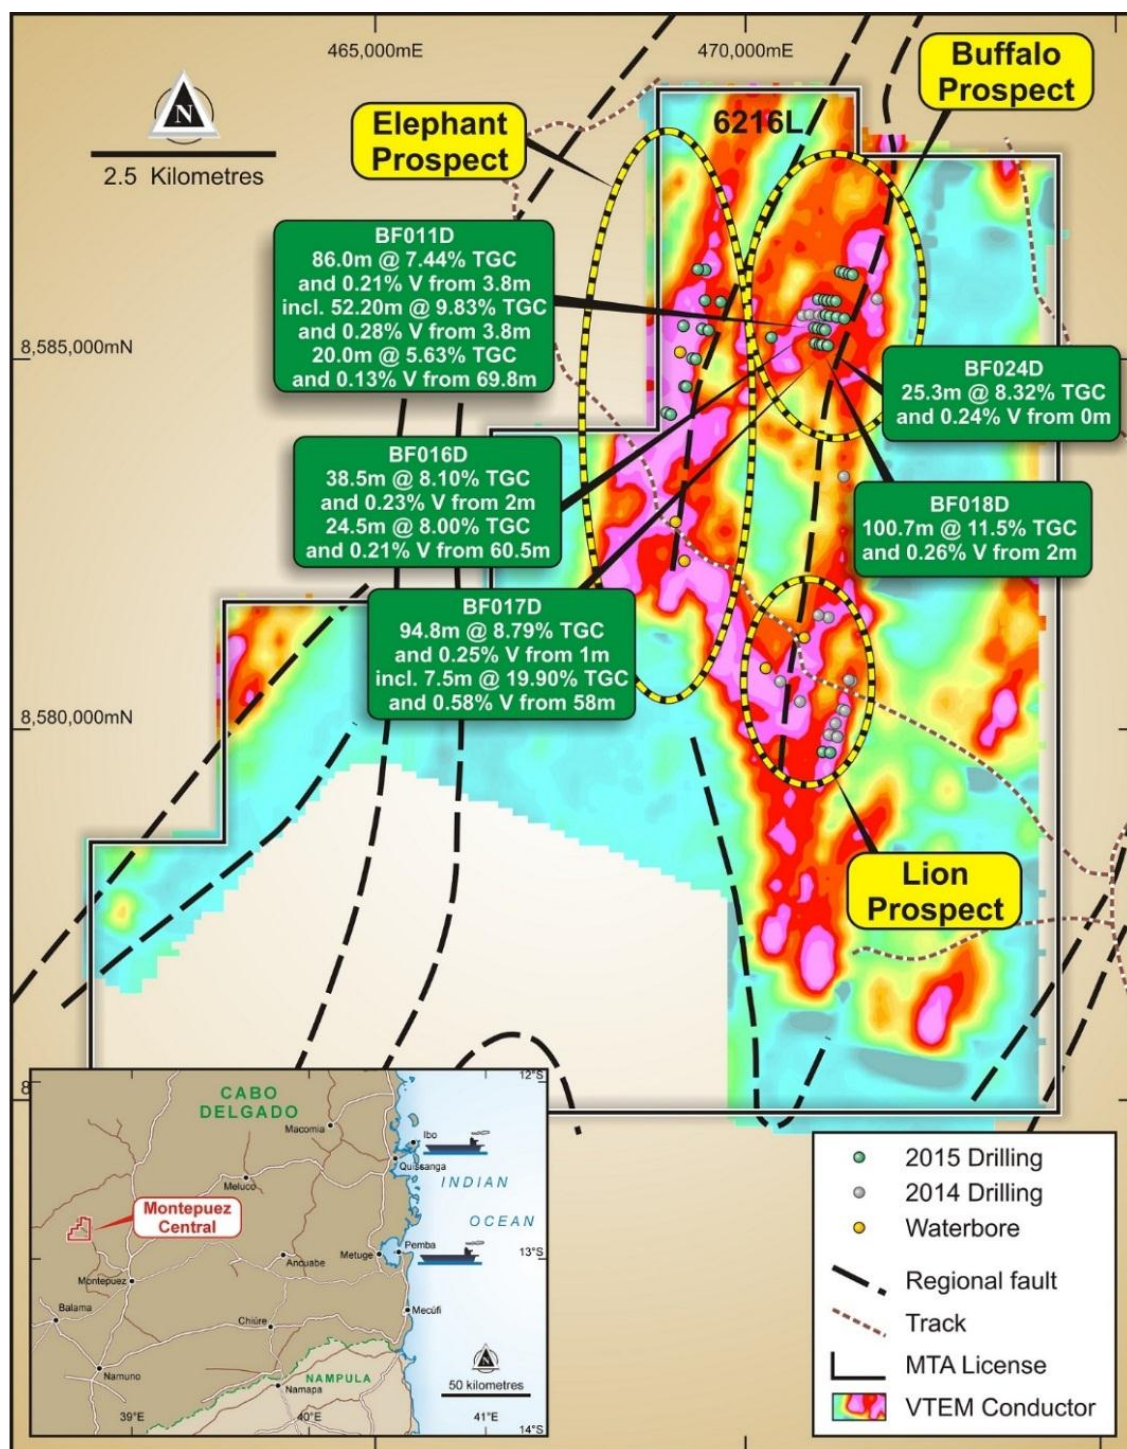 465,000mE
470,000mE
N
2.5 Kilometres
Elephant
Prospect
Buffalo
Prospect
6216L
BF011D
86.0m @ 7.44% TGC
and 0.21% V from 3.8m
incl. 52.20m @ 9.83% TGC
and 0.28% V from 3.8m
20.0m @ 5.63% TGC
and 0.13% V from 69.8m
8,585,000mN
BF024D
25.3m @ 8.32% TGC
and 0.24% V from 0m
BF016D
38.5m @ 8.10% TGC
and 0.23% V from 2m
24.5m @ 8.00% TGC
and 0.21% V from 60.5m
BF018D
100.7m @ 11.5% TGC
and 0.26% V from 2m
BF017D
94.8m @ 8.79% TGC
and 0.25% V from 1m
incl. 7.5m @ 19.90% TGC
and 0.58% V from 58m
8,580,000mN
Lion
Prospect
8
CABO
DELGADO
12°S
Macomia
Ibo
Quissanga
Meluco
INDIAN
OCEAN
Montepuez
Central
Pemba
Metuge
13°S
Ancuabe
Montepuez
Mecúfi
Balama
Chiúre
N
50 kilometres
Namuno
NAMPULA
Namapa
39°E
40°E
41°E
14°S
2015 Drilling
2014 Drilling
Waterbore
Regional fault
Track
MTA License
VTEM Conductor